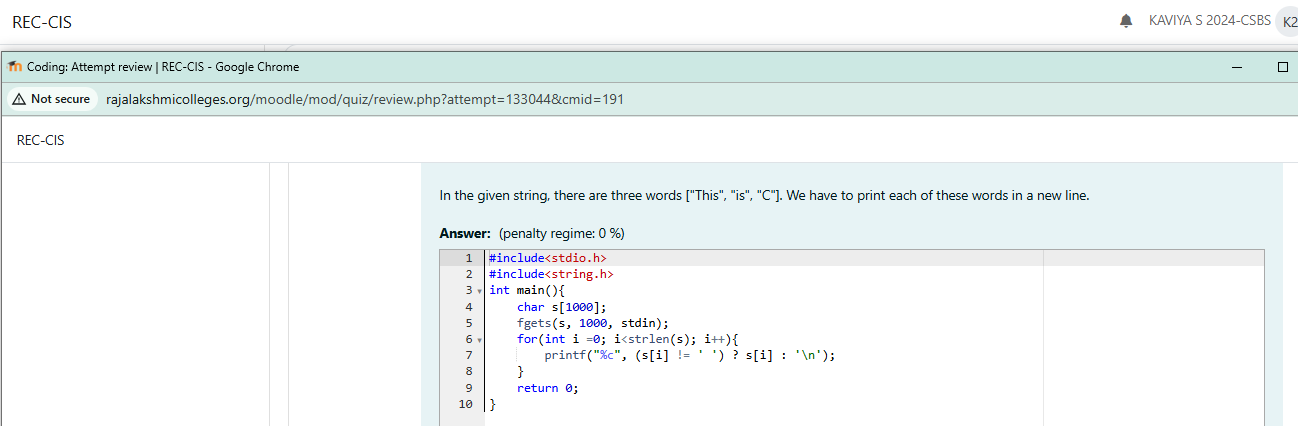 REC-CIS
KAVIYA S 2024-CSBS K2
Coding: Attempt review | REC-CIS - Google Chrome
Not secure rajalakshmicolleges.org/moodle/mod/quiz/review.php?attempt=133044&cmid=191
REC-CIS
In the given string, there are three words ["This", "is", "C"]. We have to print each of these words in a new line.
Answer: (penalty regime: 0 %)
1 #include<stdio.h>
2 #include<string.h>
3 int main(){
4 char s[1000];
5 fgets(s, 1000, stdin);
6 for(int i =0; i<strlen(s); i++){
7 printf("%c", (s[i] != ' ') ? s[i] : '\n');
8 }
9 return 0;
10 }